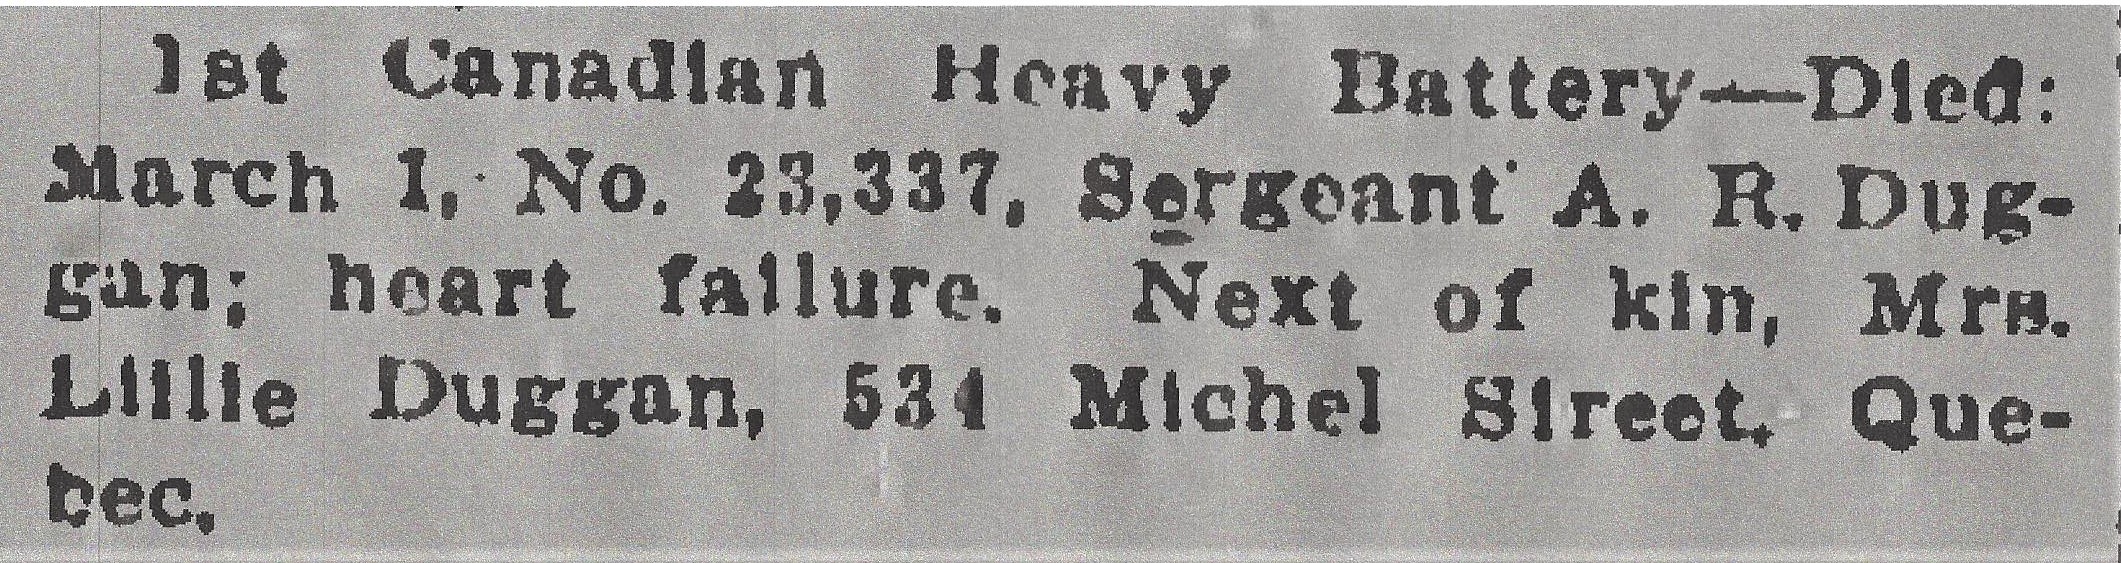 1st Canadian Heavy Battery—Died:
March 1, No. 23,337, Sergeant A. R. Dug-
gan; heart failure. Next of kin, Mrs.
Lillie Duggan, 534 Michel Street, Que-
bec.